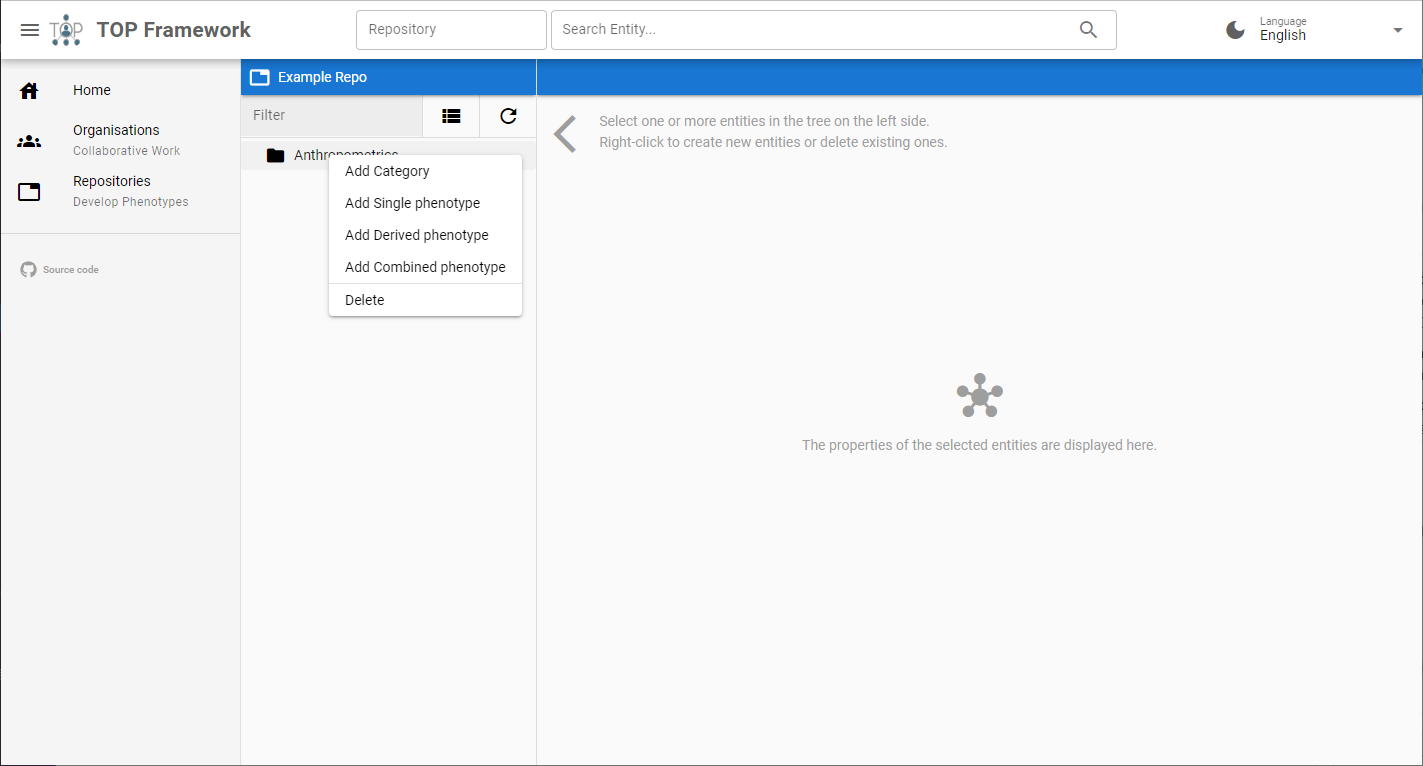 TOP
TOP Framework
Repository
Search Entity...
Language
English
Home
Organisations
Collaborative Work
Repositories
Develop Phenotypes
Source code
Example Repo
Filter
Anthropometrics
Add Category
Add Single phenotype
Add Derived phenotype
Add Combined phenotype
Delete
Select one or more entities in the tree on the left side.
Right-click to create new entities or delete existing ones.
The properties of the selected entities are displayed here.